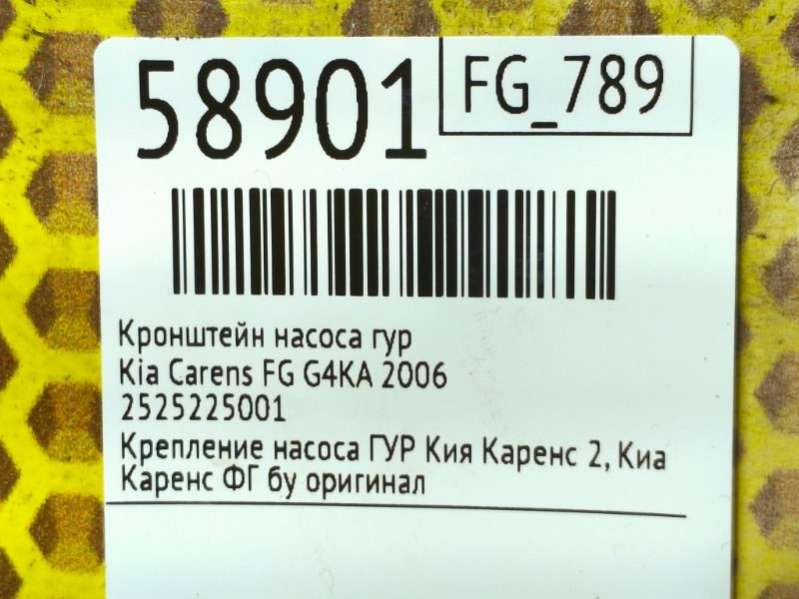 58901
FG_789
Кронштейн насоса гур
Kia Carens FG G4KA 2006
2525225001
Крепление насоса ГУР Кия Каренс 2, Киа
Каренс ФГ бу оригинал